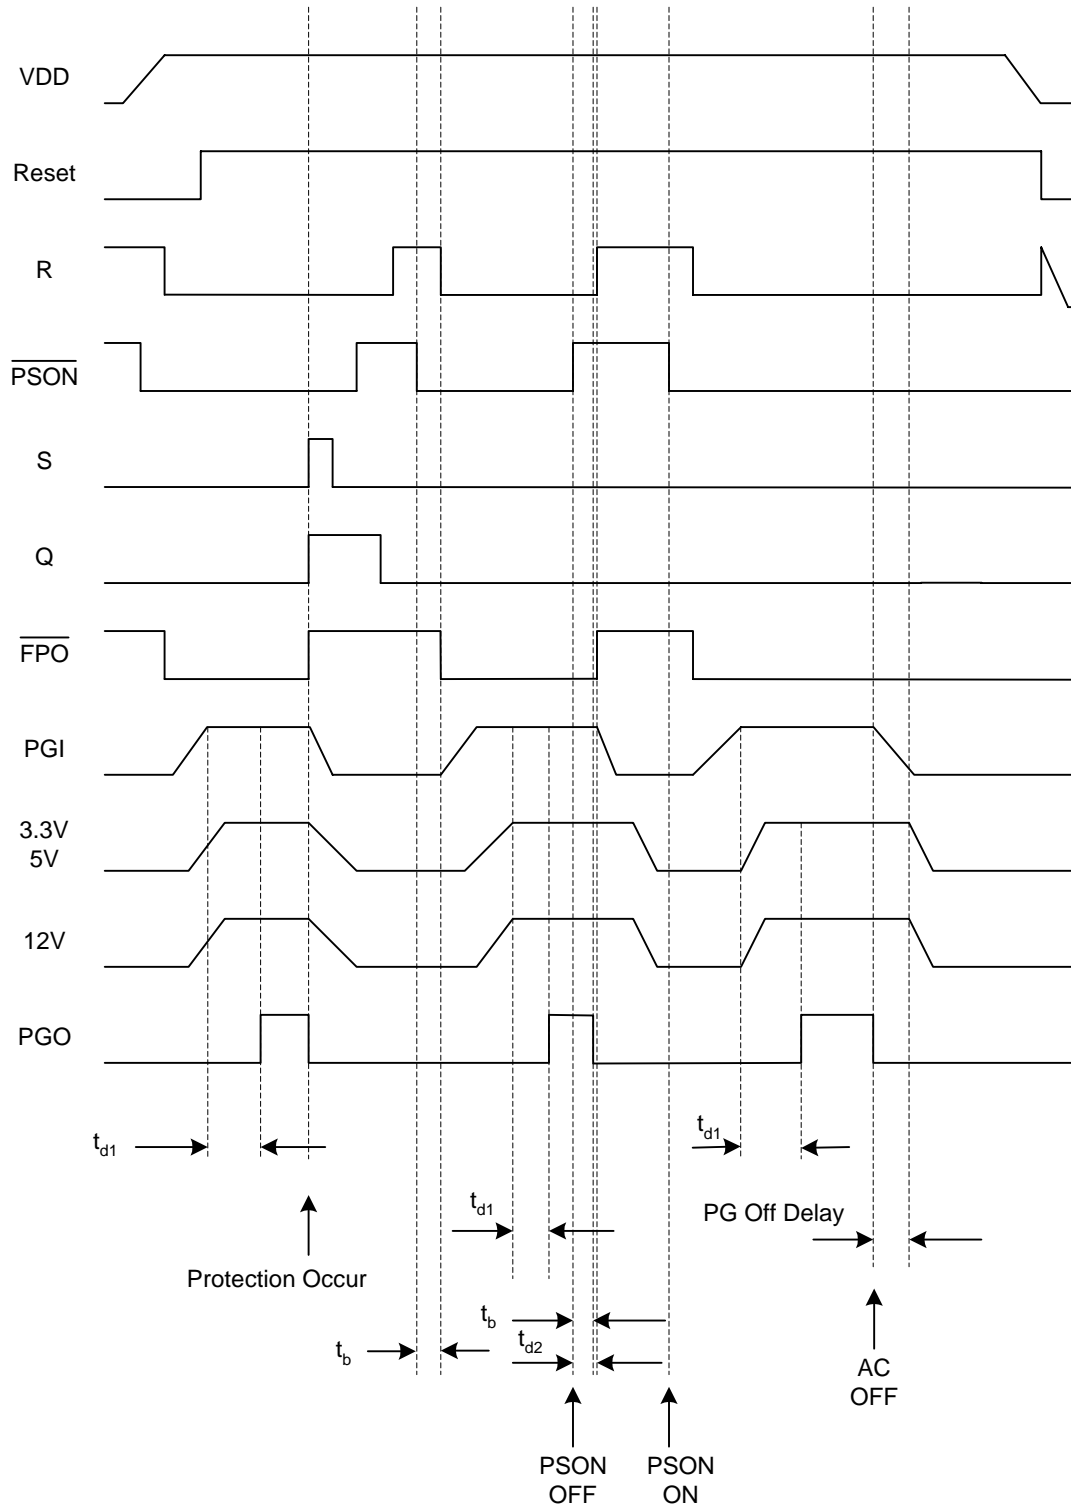 VDD
Reset
R
PSON
S
Q
FPO
PGI
3.3V
5V
12V
PGO
td1
td1
td1
PG Off Delay
Protection Occur
tb
td2
tb
AC
OFF
PSON
OFF
PSON
ON